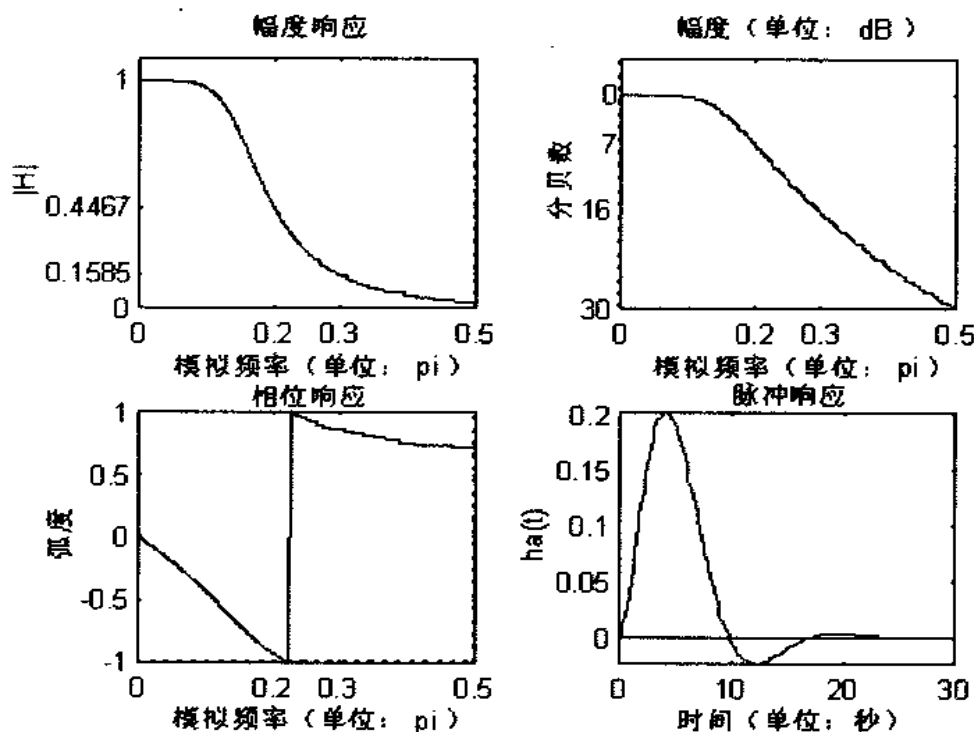 幅度响应
|H|
1
0.4467
0.1585
0
0 0.2 0.3 0.5
模拟频率(单位: pi)
幅度(单位: dB)
分贝数
0
7
16
30
0 0.2 0.3 0.5
模拟频率(单位: pi)
相位响应
弧度
1
0.5
0
-0.5
-1
0 0.2 0.3 0.5
模拟频率(单位: pi)
脉冲响应
ha(t)
0.2
0.15
0.1
0.05
0
0 10 20 30
时间(单位: 秒)